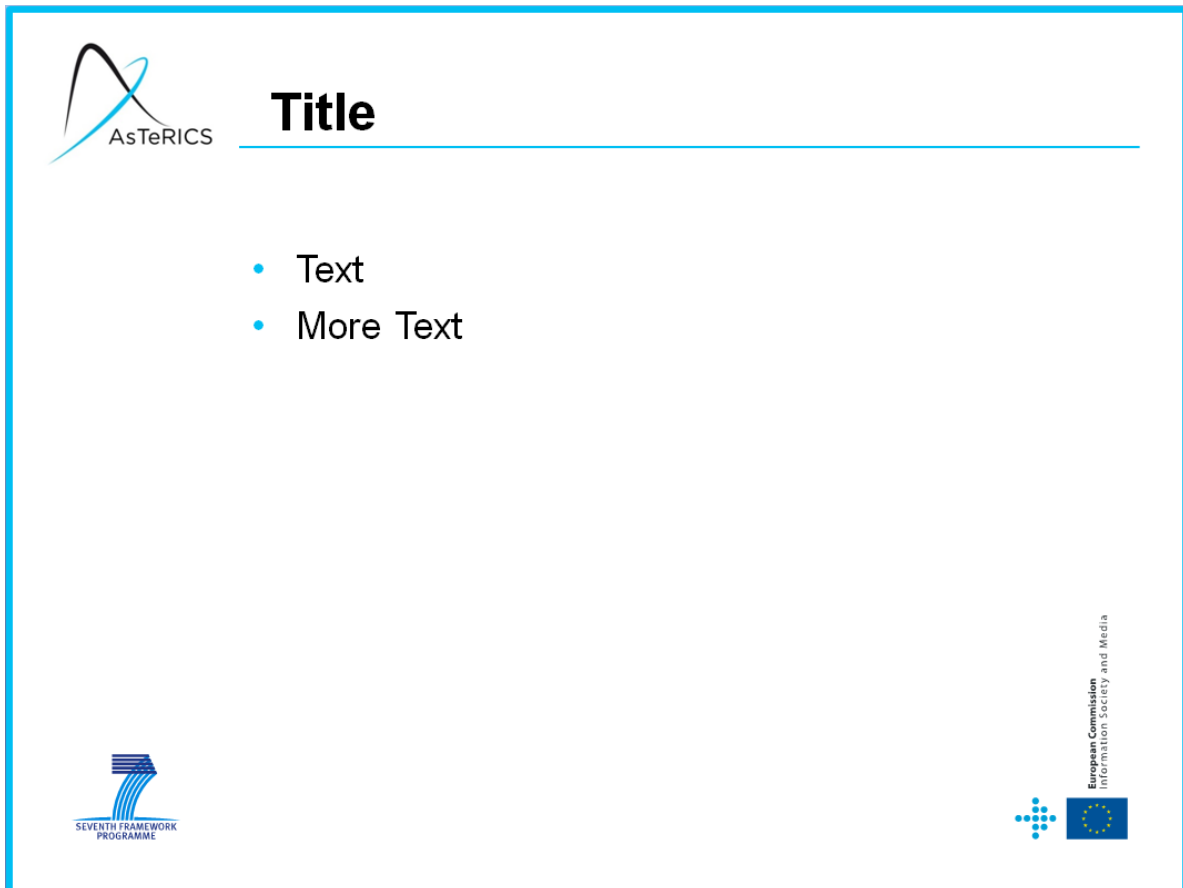 AsTeRICS
Title
• Text
• More Text
European Commission
Information Society and Media
SEVENTH FRAMEWORK
PROGRAMME